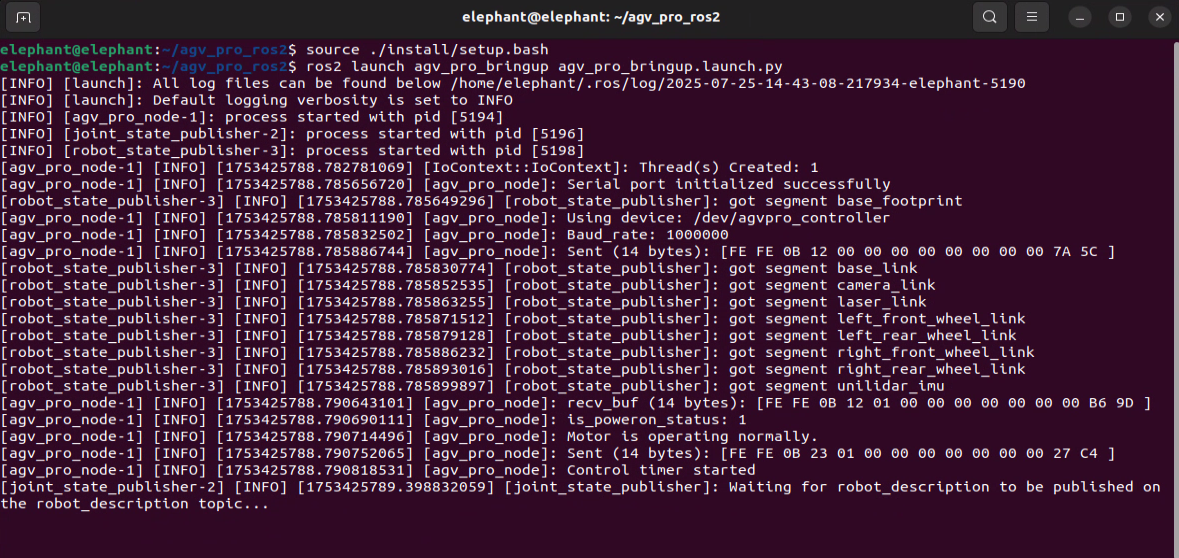 elephant@elephant: ~/agv_pro_ros2
elephant@elephant:~/agv_pro_ros2$ source ./install/setup.bash
elephant@elephant:~/agv_pro_ros2$ ros2 launch agv_pro_bringup agv_pro_bringup.launch.py
[INFO] [launch]: All log files can be found below /home/elephant/.ros/log/2025-07-25-14-43-08-217934-elephant-5190
[INFO] [launch]: Default logging verbosity is set to INFO
[INFO] [agv_pro_node-1]: process started with pid [5194]
[INFO] [joint_state_publisher-2]: process started with pid [5196]
[INFO] [robot_state_publisher-3]: process started with pid [5198]
[agv_pro_node-1] [INFO] [1753425788.782781069] [IoContext::IoContext]: Thread(s) Created: 1
[agv_pro_node-1] [INFO] [1753425788.785656720] [agv_pro_node]: Serial port initialized successfully
[robot_state_publisher-3] [INFO] [1753425788.785649296] [robot_state_publisher]: got segment base_footprint
[agv_pro_node-1] [INFO] [1753425788.785811190] [agv_pro_node]: Using device: /dev/agvpro_controller
[agv_pro_node-1] [INFO] [1753425788.785832502] [agv_pro_node]: Baud_rate: 1000000
[agv_pro_node-1] [INFO] [1753425788.785886744] [agv_pro_node]: Sent (14 bytes): [FE FE 0B 12 00 00 00 00 00 00 00 00 7A 5C ]
[robot_state_publisher-3] [INFO] [1753425788.785830774] [robot_state_publisher]: got segment base_link
[robot_state_publisher-3] [INFO] [1753425788.785852535] [robot_state_publisher]: got segment camera_link
[robot_state_publisher-3] [INFO] [1753425788.785863255] [robot_state_publisher]: got segment laser_link
[robot_state_publisher-3] [INFO] [1753425788.785871512] [robot_state_publisher]: got segment left_front_wheel_link
[robot_state_publisher-3] [INFO] [1753425788.785879128] [robot_state_publisher]: got segment left_rear_wheel_link
[robot_state_publisher-3] [INFO] [1753425788.785886232] [robot_state_publisher]: got segment right_front_wheel_link
[robot_state_publisher-3] [INFO] [1753425788.785893016] [robot_state_publisher]: got segment right_rear_wheel_link
[robot_state_publisher-3] [INFO] [1753425788.785899897] [robot_state_publisher]: got segment unilidar_imu
[agv_pro_node-1] [INFO] [1753425788.790643101] [agv_pro_node]: recv_buf (14 bytes): [FE FE 0B 12 01 00 00 00 00 00 00 00 B6 9D ]
[agv_pro_node-1] [INFO] [1753425788.790690111] [agv_pro_node]: is_poweron_status: 1
[agv_pro_node-1] [INFO] [1753425788.790714496] [agv_pro_node]: Motor is operating normally.
[agv_pro_node-1] [INFO] [1753425788.790752065] [agv_pro_node]: Sent (14 bytes): [FE FE 0B 23 01 00 00 00 00 00 00 00 27 C4 ]
[agv_pro_node-1] [INFO] [1753425788.790818531] [agv_pro_node]: Control timer started
[joint_state_publisher-2] [INFO] [1753425789.398832059] [joint_state_publisher]: Waiting for robot_description to be published on
the robot_description topic...